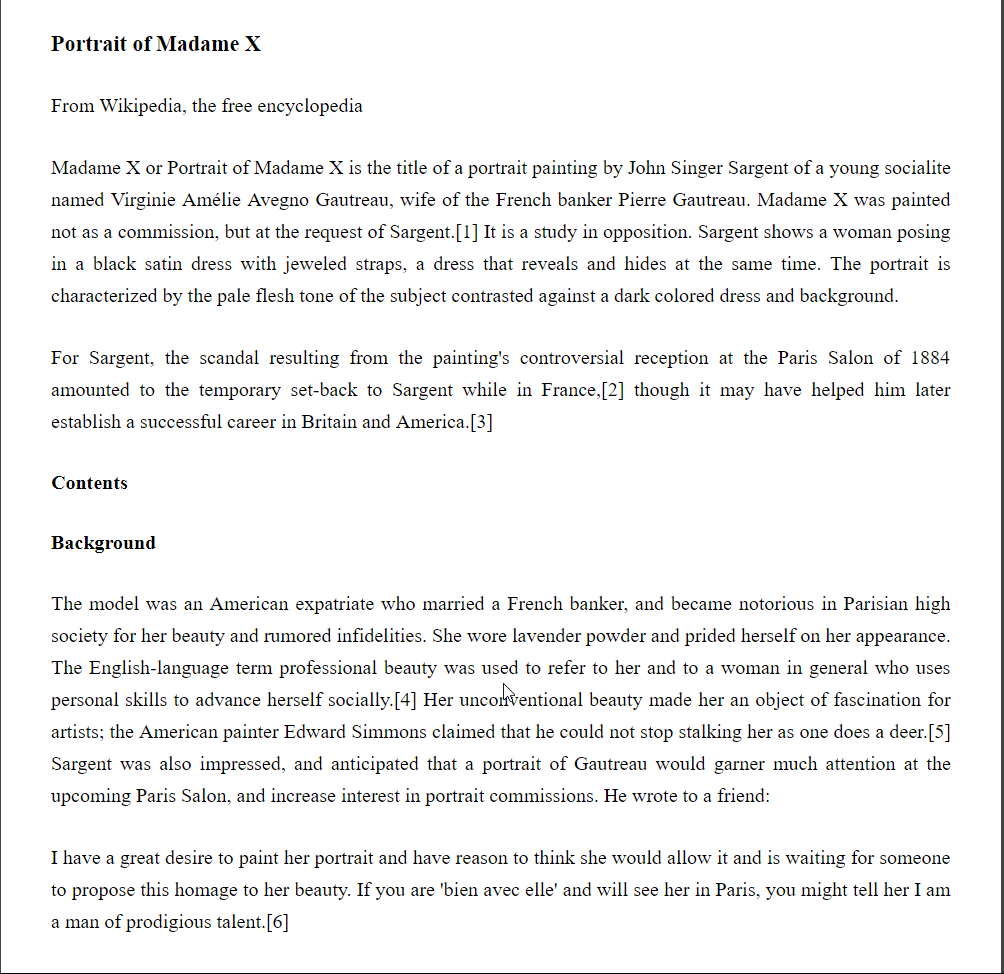 Portrait of Madame X
From Wikipedia, the free encyclopedia
Madame X or Portrait of Madame X is the title of a portrait painting by John Singer Sargent of a young socialite
named Virginie Amélie Avegno Gautreau, wife of the French banker Pierre Gautreau. Madame X was painted
not as a commission, but at the request of Sargent.[1] It is a study in opposition. Sargent shows a woman posing
in a black satin dress with jeweled straps, a dress that reveals and hides at the same time. The portrait is
characterized by the pale flesh tone of the subject contrasted against a dark colored dress and background.
For Sargent, the scandal resulting from the painting's controversial reception at the Paris Salon of 1884
amounted to the temporary set-back to Sargent while in France,[2] though it may have helped him later
establish a successful career in Britain and America.[3]
Contents
Background
The model was an American expatriate who married a French banker, and became notorious in Parisian high
society for her beauty and rumored infidelities. She wore lavender powder and prided herself on her appearance.
The English-language term professional beauty was used to refer to her and to a woman in general who uses
personal skills to advance herself socially.[4] Her unconventional beauty made her an object of fascination for
artists; the American painter Edward Simmons claimed that he could not stop stalking her as one does a deer.[5]
Sargent was also impressed, and anticipated that a portrait of Gautreau would garner much attention at the
upcoming Paris Salon, and increase interest in portrait commissions. He wrote to a friend:
I have a great desire to paint her portrait and have reason to think she would allow it and is waiting for someone
to propose this homage to her beauty. If you are 'bien avec elle' and will see her in Paris, you might tell her I am
a man of prodigious talent.[6]